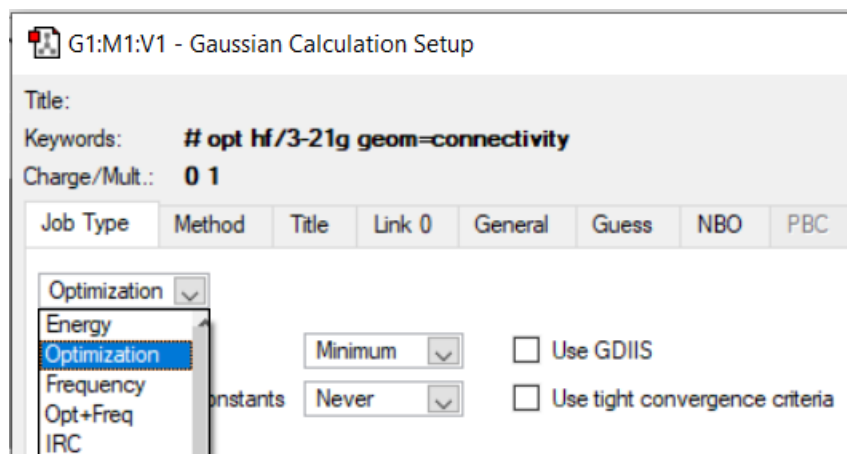 G1:M1:V1 - Gaussian Calculation Setup
Title:
Keywords: # opt hf/3-21g geom=connectivity
Charge/Mult.: 0 1
Job Type Method Title Link 0 General Guess NBO PBC
Optimization
Energy
Optimization Minimum Use GDIIS
Frequency onstants Never Use tight convergence criteria
Opt+Freq
IRC